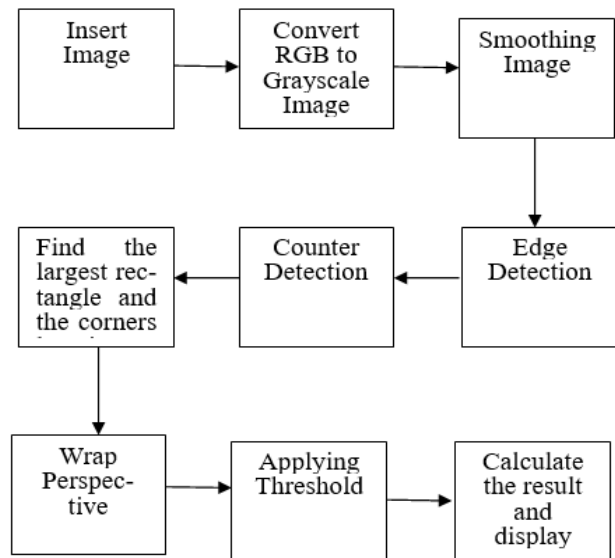 Insert
Image
Convert
RGB to
Grayscale
Image
Smoothing
Image
Edge
Detection
Counter
Detection
Find the
largest rec-
tangle and
the corners
Wrap
Perspec-
tive
Applying
Threshold
Calculate
the result
and
display